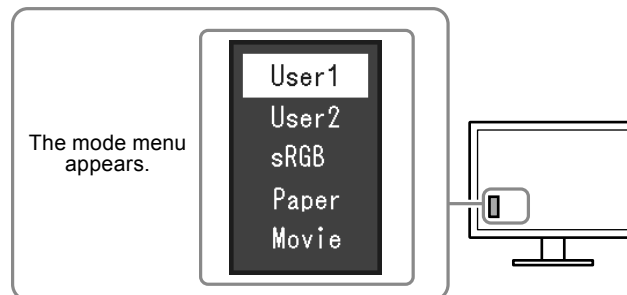 The mode menu
appears.
User1
User2
sRGB
Paper
Movie